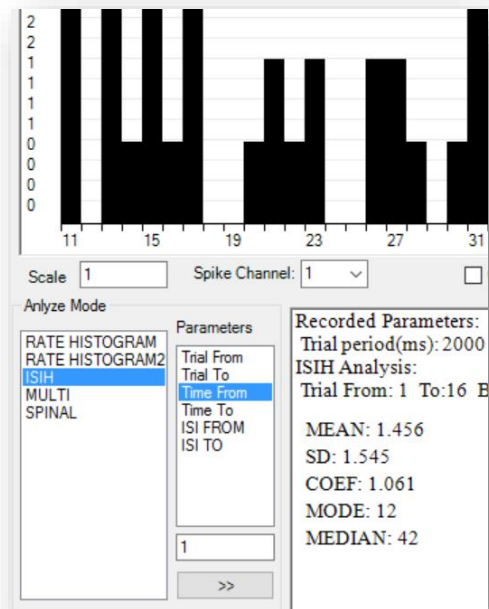 2
2
1
1
1
1
0
0
0
0
11 15 19 23 27 31
Scale 1 Spike Channel: 1
Anlyze Mode
RATE HISTOGRAM
RATE HISTOGRAM2
ISIH
MULTI
SPINAL
Parameters
Trial From
Trial To
Time From
Time To
ISI FROM
ISI TO
1
>>
Recorded Parameters:
Trial period(ms): 2000
ISIH Analysis:
Trial From: 1 To:16 B
MEAN: 1.456
SD: 1.545
COEF: 1.061
MODE: 12
MEDIAN: 42